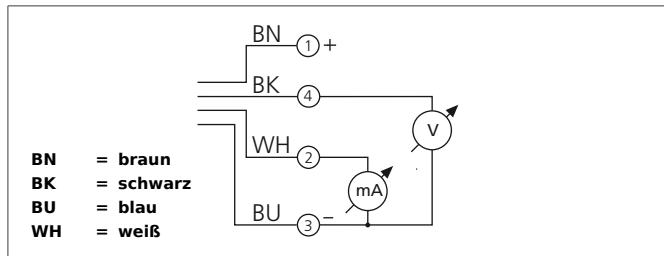 BN 1 +
BK 4
V
WH 2
mA
BU 3 −
BN = braun
BK = schwarz
BU = blau
WH = weiß